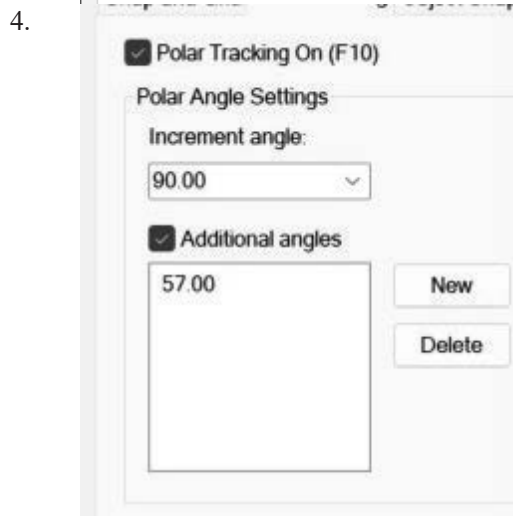 4.
Polar Tracking On (F10)
Polar Angle Settings
Increment angle:
90.00
Additional angles
57.00
New
Delete